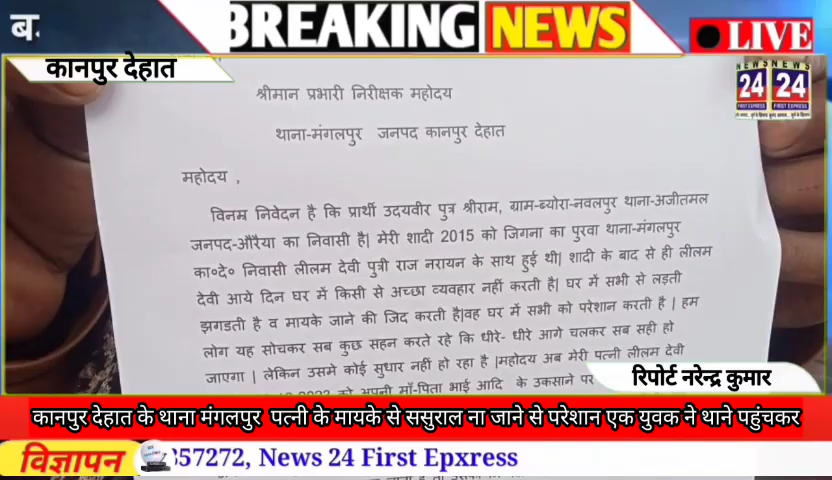 BREAKING NEWS
LIVE
कानपुर देहात
NEWS NEWS
24 24
FIRST EXPRESS FIRST EXPRESS
श्रीमान प्रभारी निरीक्षक महोदय
थाना-मंगलपुर जनपद कानपुर देहात
महोदय ,
विनम्र निवेदन है कि प्रार्थी उदयवीर पुत्र श्रीराम, ग्राम-ब्योरा-नवलपुर थाना-अजीतमल
जनपद-औरैया का निवासी है| मेरी शादी 2015 को जिगना का पुरवा थाना-मंगलपुर
का०दे० निवासी लीलम देवी पुत्री राज नरायन के साथ हुई थी| शादी के बाद से ही लीलम
देवी आये दिन घर में किसी से अच्छा व्यवहार नहीं करती है| घर में सभी से लड़ती
झगडती है व मायके जाने की जिद करती है|वह घर में सभी को परेशान करती है | हम
लोग यह सोचकर सब कुछ सहन करते रहे कि धीरे- धीरे आगे चलकर सब सही हो
जाएगा | लेकिन उसमे कोई सुधार नहीं हो रहा है |महोदय अब मेरी पत्नी लीलम देवी
को अपनी माँ-पिता भाई आदि के उकसाने पर
रिपोर्ट नरेन्द्र कुमार
कानपुर देहात के थाना मंगलपुर पत्नी के मायके से ससुराल ना जाने से परेशान एक युवक ने थाने पहुंचकर
विज्ञापन
357272, News 24 First Epxress